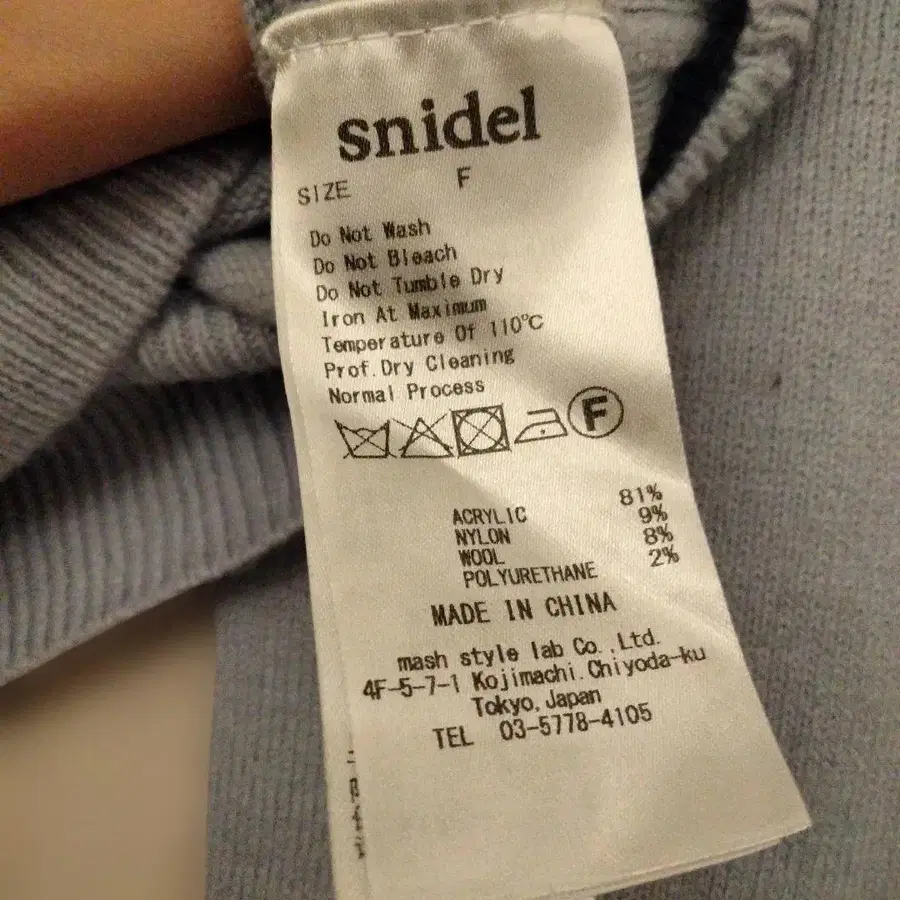 snidel
SIZE F
Do Not Wash
Do Not Bleach
Do Not Tumble Dry
Iron At Maximum
Temperature Of 110℃
Prof.Dry Cleaning
Normal Process
F
ACRYLIC 81%
NYLON 9%
WOOL 8%
POLYURETHANE 2%
MADE IN CHINA
mash style lab Co.,Ltd.
4F-5-7-1 Kojimachi.Chiyoda-ku
Tokyo,Japan
TEL 03-5778-4105